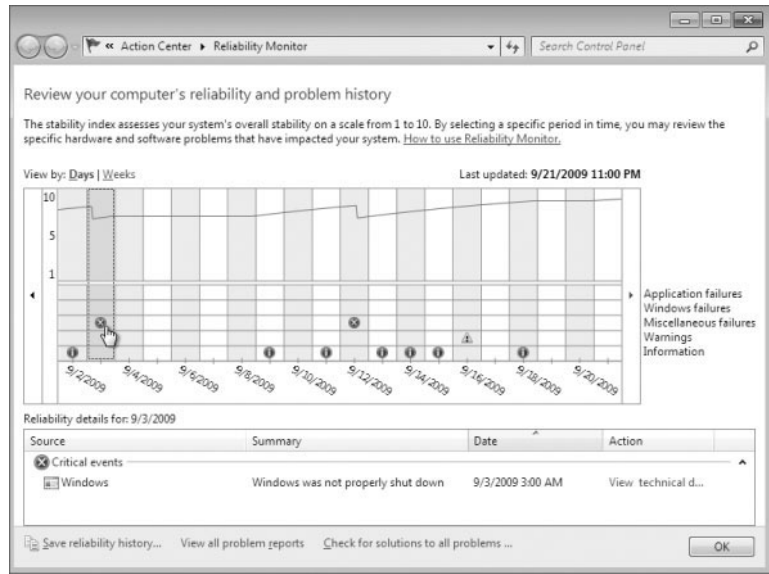 « Action Center ▸ Reliability Monitor Search Control Panel
Review your computer's reliability and problem history
The stability index assesses your system's overall stability on a scale from 1 to 10. By selecting a specific period in time, you may review the
specific hardware and software problems that have impacted your system. How to use Reliability Monitor.
View by: Days | Weeks Last updated: 9/21/2009 11:00 PM
10
5
1
Application failures
Windows failures
Miscellaneous failures
Warnings
Information
9/2/2009 9/4/2009 9/6/2009 9/8/2009 9/10/2009 9/12/2009 9/14/2009 9/16/2009 9/18/2009 9/20/2009
Reliability details for: 9/3/2009
Source Summary Date Action
Critical events
Windows Windows was not properly shut down 9/3/2009 3:00 AM View technical d...
Save reliability history... View all problem reports Check for solutions to all problems ... OK